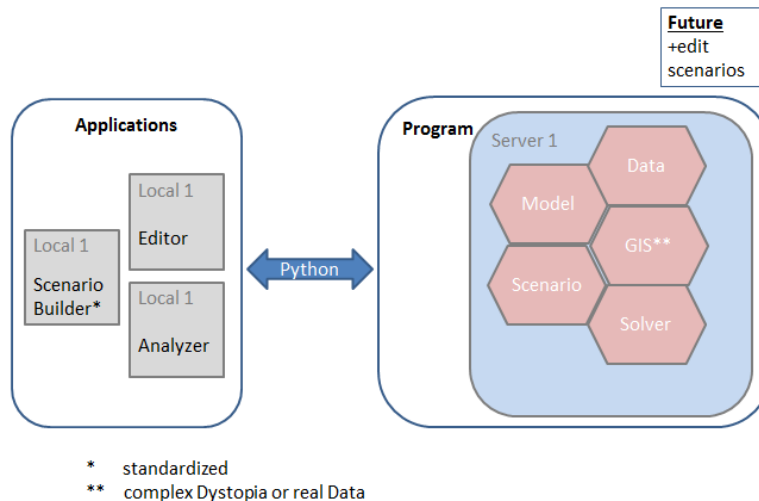 Future
+edit
scenarios
Applications
Local 1
Editor
Local 1
Scenario
Builder*
Local 1
Analyzer
Python
Program
Server 1
Data
Model
GIS**
Scenario
Solver
* standardized
** complex Dystopia or real Data